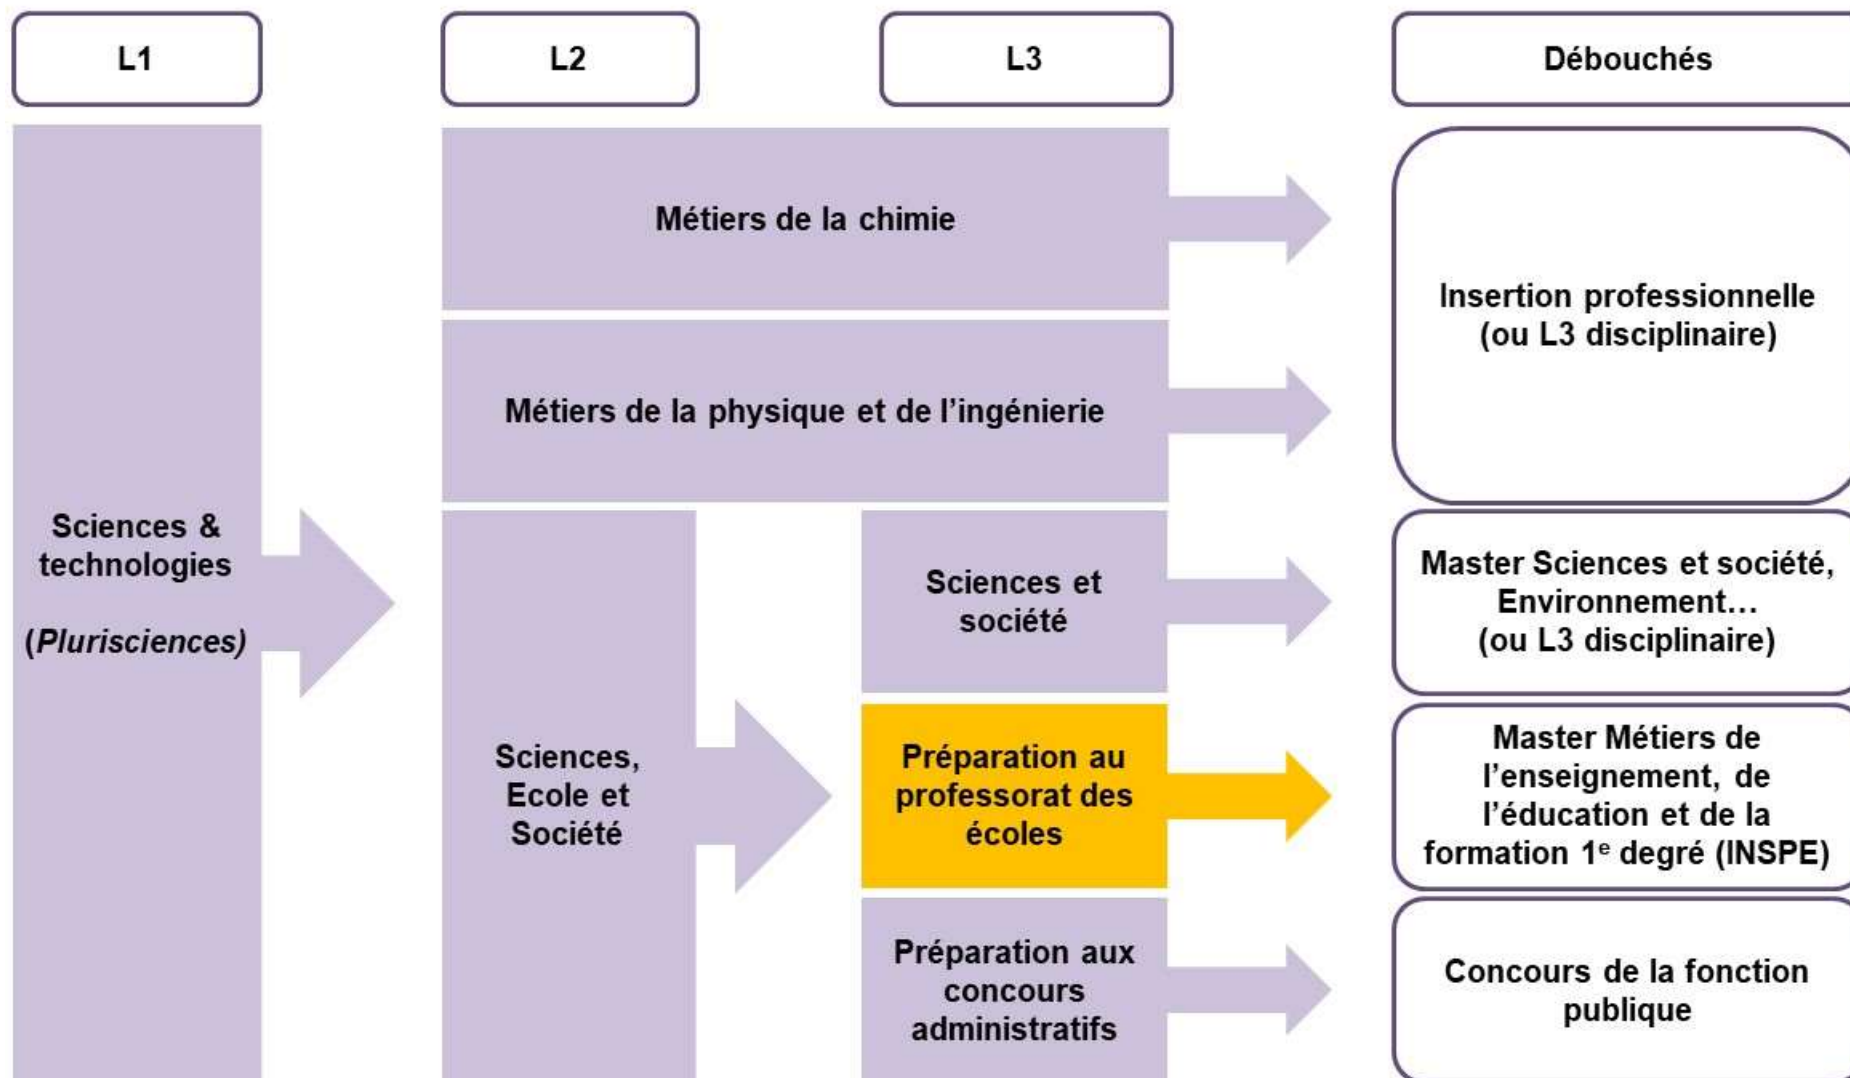 L1
L2
L3
Débouchés
Sciences &
technologies
(Plurisciences)
Métiers de la chimie
Métiers de la physique et de l'ingénierie
Sciences,
Ecole et
Société
Sciences et
société
Préparation au
professorat des
écoles
Préparation aux
concours
administratifs
Insertion professionnelle
(ou L3 disciplinaire)
Master Sciences et société,
Environnement…
(ou L3 disciplinaire)
Master Métiers de
l'enseignement, de
l'éducation et de la
formation 1ᵉ degré (INSPE)
Concours de la fonction
publique